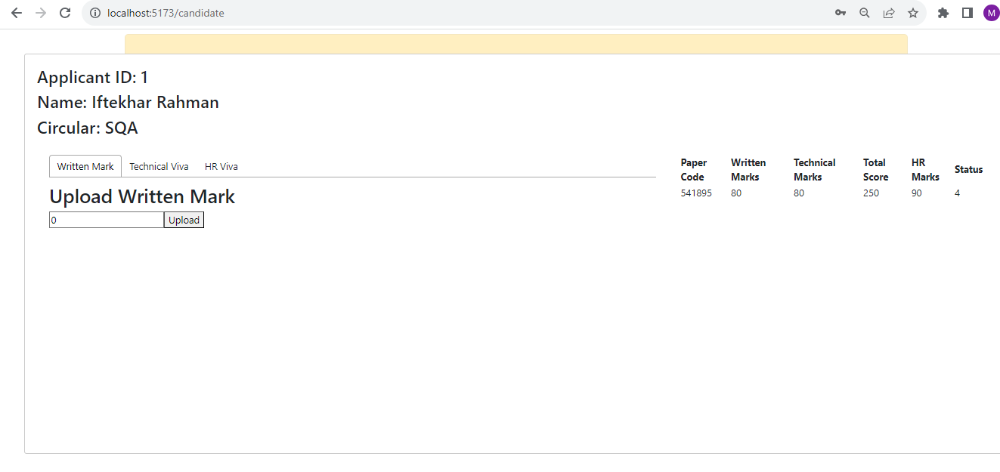 localhost:5173/candidate
M
Applicant ID: 1
Name: Iftekhar Rahman
Circular: SQA
Written Mark Technical Viva HR Viva
Upload Written Mark
0 Upload
Paper Code Written Marks Technical Marks Total Score HR Marks Status
541895 80 80 250 90 4